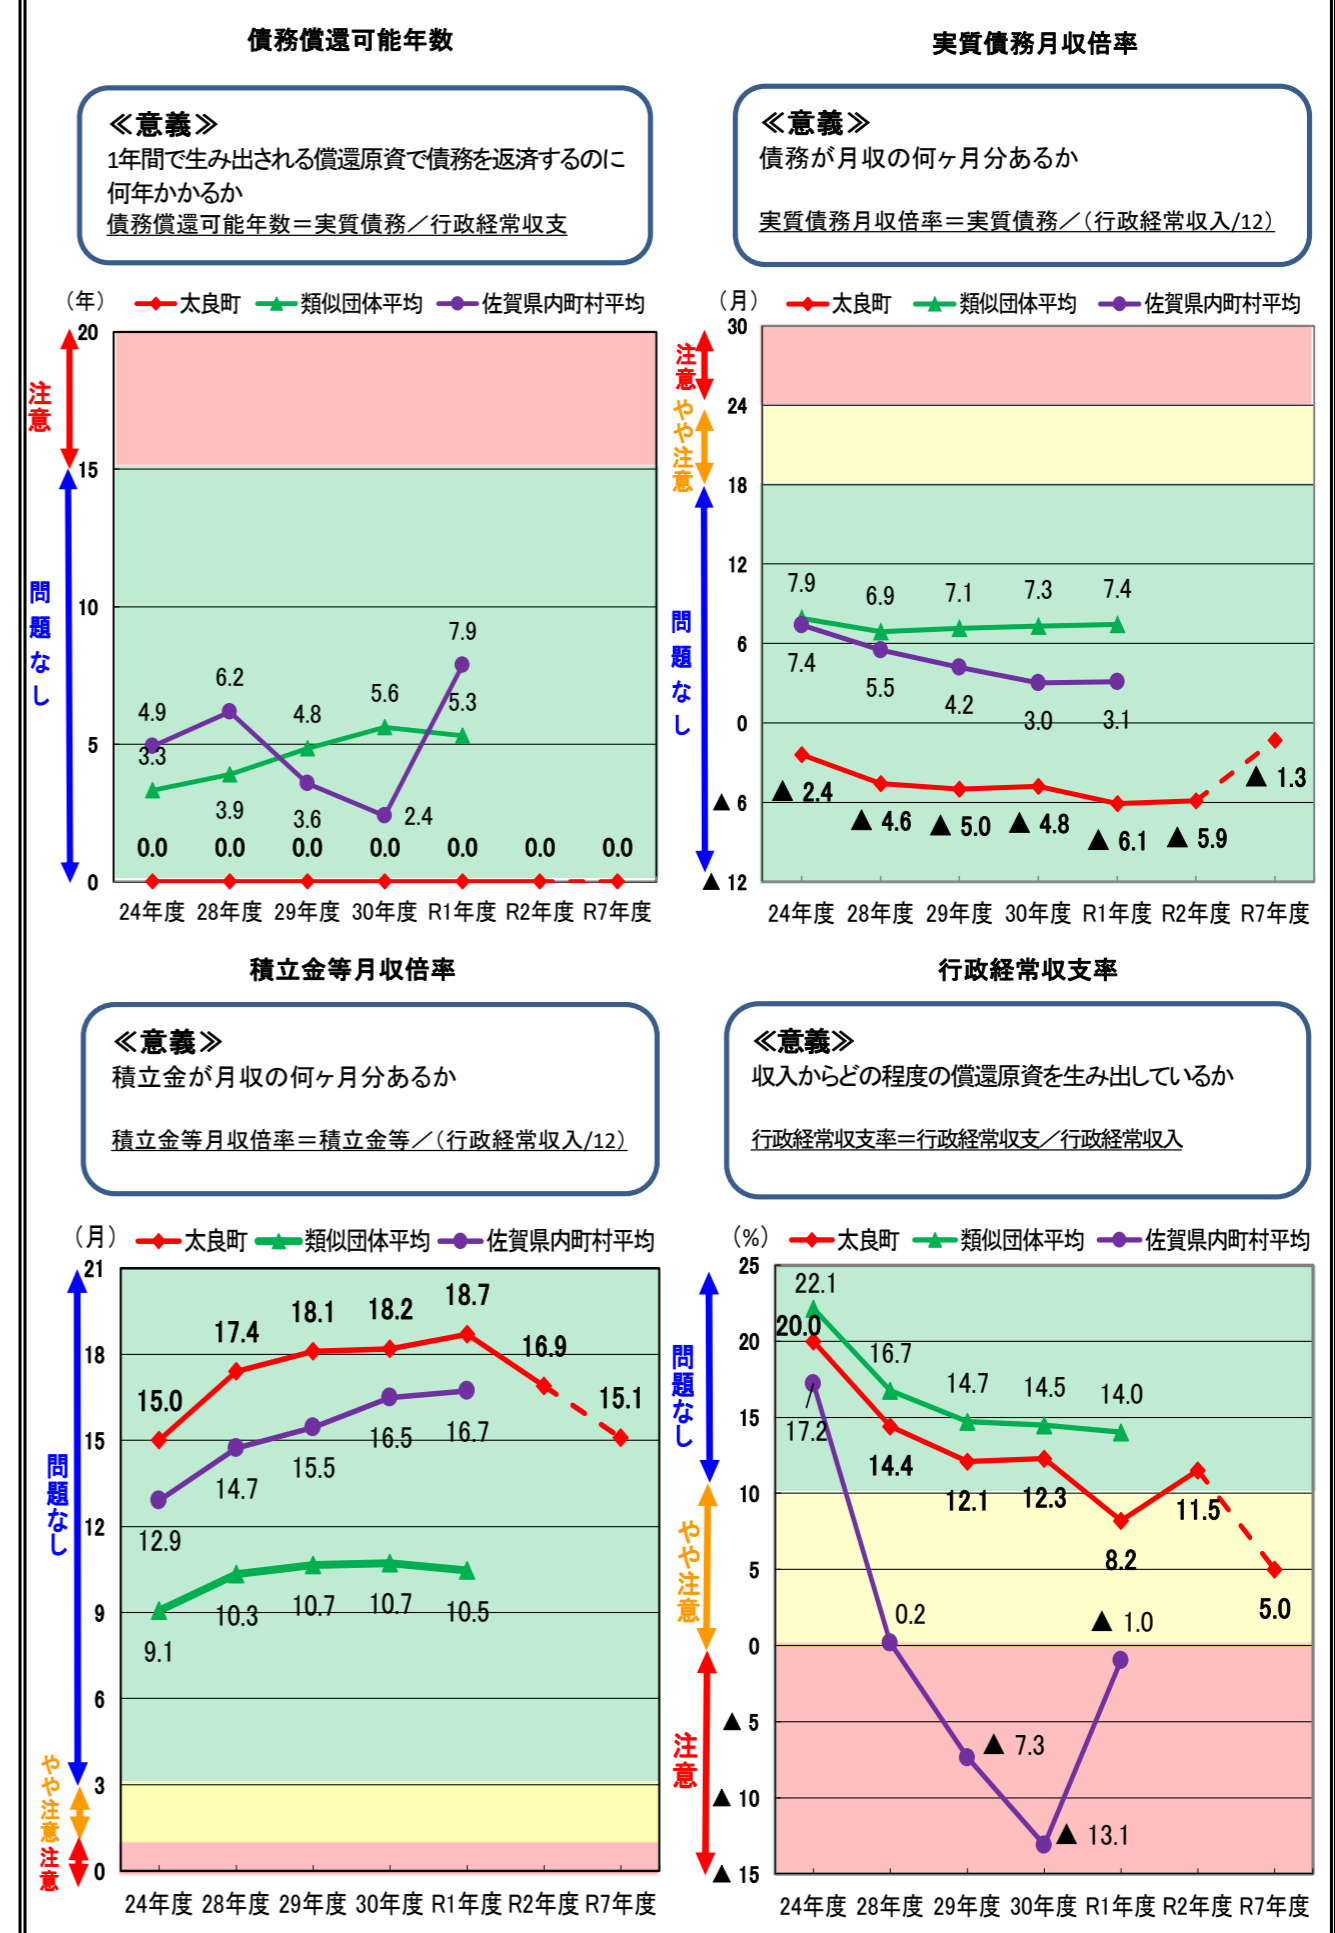 債務償還可能年数
≪意義≫
1年間で生み出される償還原資で債務を返済するのに
何年かかるか
債務償還可能年数＝実質債務／行政経常収支
（年）
太良町 類似団体平均 佐賀県内町村平均
20
15
10
5
0
注意
問題なし
4.9 6.2 3.6 2.4 7.9
3.3 3.9 4.8 5.6 5.3
0.0 0.0 0.0 0.0 0.0 0.0 0.0
24年度 28年度 29年度 30年度 R1年度 R2年度 R7年度
実質債務月収倍率
≪意義≫
債務が月収の何ヶ月分あるか
実質債務月収倍率＝実質債務／（行政経常収入/12）
（月）
太良町 類似団体平均 佐賀県内町村平均
30
24
18
12
6
0
▲ 6
▲ 12
注意
やや注意
問題なし
7.9 6.9 7.1 7.3 7.4
7.4 5.5 4.2 3.0 3.1
▲ 2.4 ▲ 4.6 ▲ 5.0 ▲ 4.8 ▲ 6.1 ▲ 5.9 ▲ 1.3
24年度 28年度 29年度 30年度 R1年度 R2年度 R7年度
積立金等月収倍率
≪意義≫
積立金が月収の何ヶ月分あるか
積立金等月収倍率＝積立金等／（行政経常収入/12）
（月）
太良町 類似団体平均 佐賀県内町村平均
21
18
15
12
9
6
3
0
問題なし
やや注意
注意
15.0 17.4 18.1 18.2 18.7 16.9 15.1
12.9 14.7 15.5 16.5 16.7
9.1 10.3 10.7 10.7 10.5
24年度 28年度 29年度 30年度 R1年度 R2年度 R7年度
行政経常収支率
≪意義≫
収入からどの程度の償還原資を生み出しているか
行政経常収支率＝行政経常収支／行政経常収入
（%）
太良町 類似団体平均 佐賀県内町村平均
25
20
15
10
5
0
▲ 5
▲ 10
▲ 15
問題なし
やや注意
注意
22.1 16.7 14.7 14.5 14.0
20.0 14.4 12.1 12.3 8.2 11.5 5.0
17.2 0.2 ▲ 7.3 ▲ 13.1 ▲ 1.0
24年度 28年度 29年度 30年度 R1年度 R2年度 R7年度